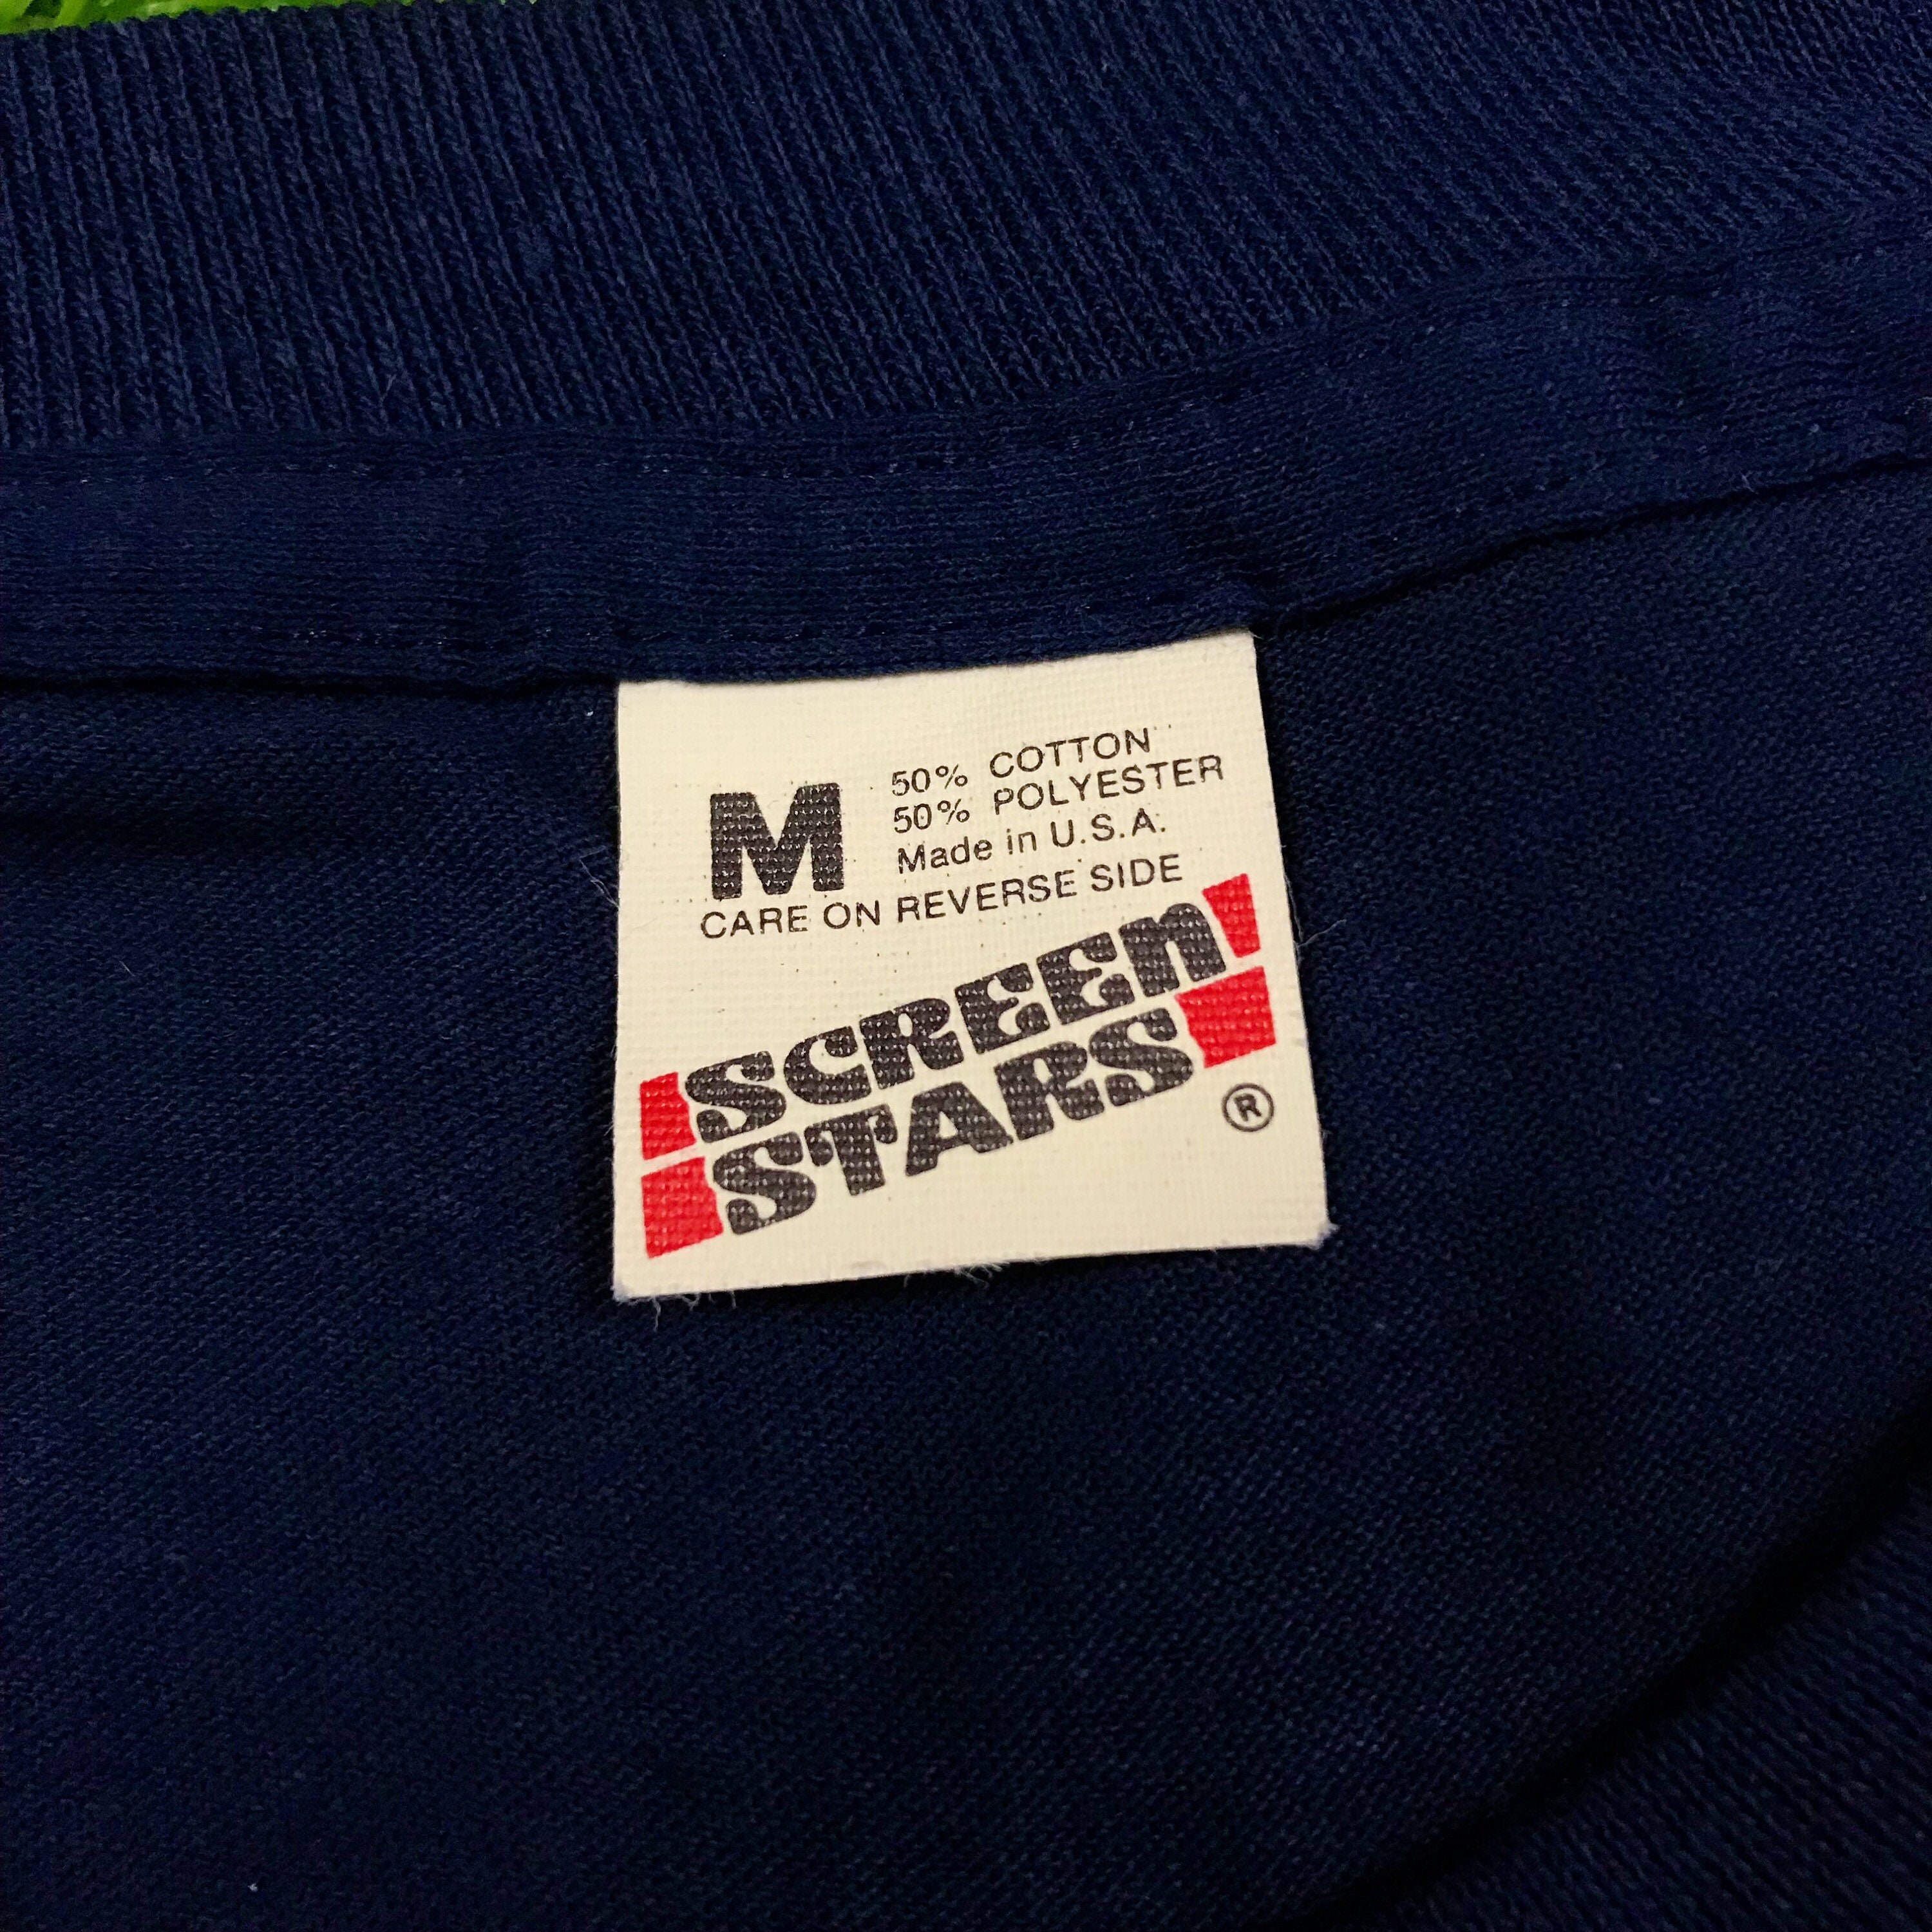 M
50% COTTON
50% POLYESTER
Made in U.S.A.
CARE ON REVERSE SIDE
SCREEN
STARS
®